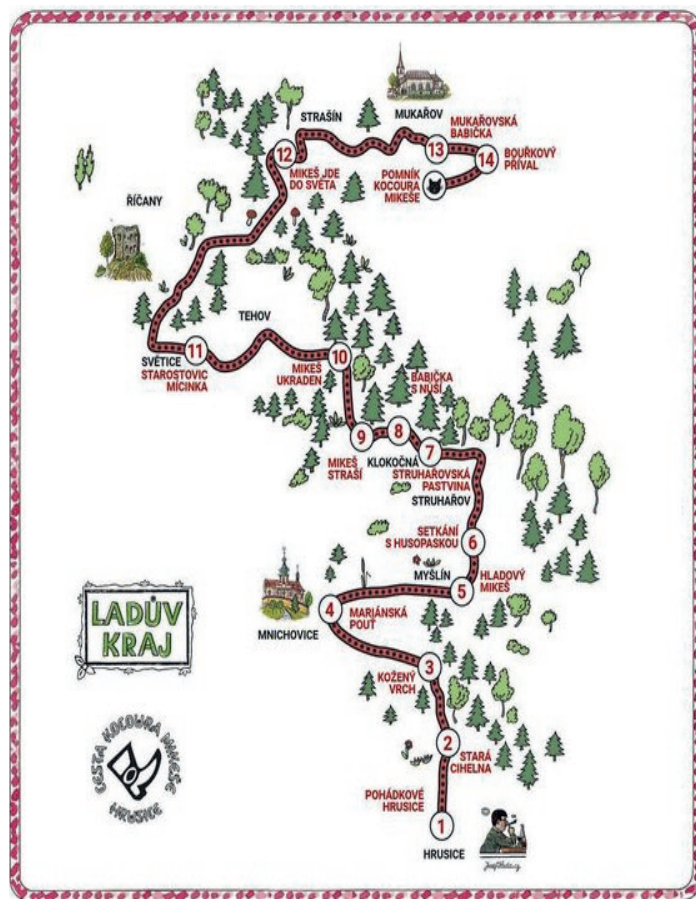 STRAŠÍN
MUKAŘOV
MUKAŘOVSKÁ
BABIČKA
13
14
BOUŘKOVÝ
PŘÍVAL
12
MIKEŠ JDE
DO SVĚTA
POMNÍK
KOCOURA
MIKEŠE
ŘÍČANY
TEHOV
11
SVĚTICE
STAROSTOVIC
MÍCINKA
10
MIKEŠ
UKRADEN
BABIČKA
S NŮŠÍ
9
8
7
MIKEŠ
STRAŠÍ
KLOKOČNÁ
STRUHAŘOVSKÁ
PASTVINA
STRUHAŘOV
SETKÁNÍ
S HUSOPASKOU
6
MYŠLÍN
5
HLADOVÝ
MIKEŠ
4
MARIÁNSKÁ
POUŤ
MNICHOVICE
LADŮV
KRAJ
3
KOŽENÝ
VRCH
CESTA KOCOURA MIKEŠE
HRUSICE
2
STARÁ
CIHELNA
POHÁDKOVÉ
HRUSICE
1
HRUSICE
©